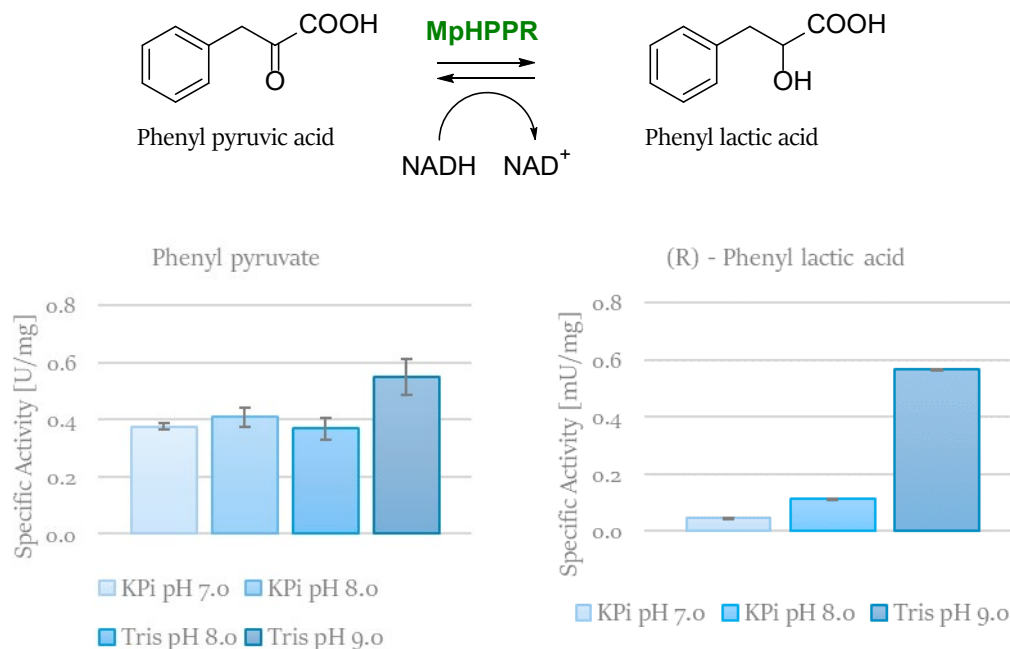 COOH
O
Phenyl pyruvic acid
MpHPPR
NADH NAD+
COOH
OH
Phenyl lactic acid
Phenyl pyruvate
Specific Activity [U/mg]
0.8
0.6
0.4
0.2
0.0
KPi pH 7.0 KPi pH 8.0
Tris pH 8.0 Tris pH 9.0
(R) - Phenyl lactic acid
Specific Activity [mU/mg]
0.8
0.6
0.4
0.2
0.0
KPi pH 7.0 KPi pH 8.0 Tris pH 9.0